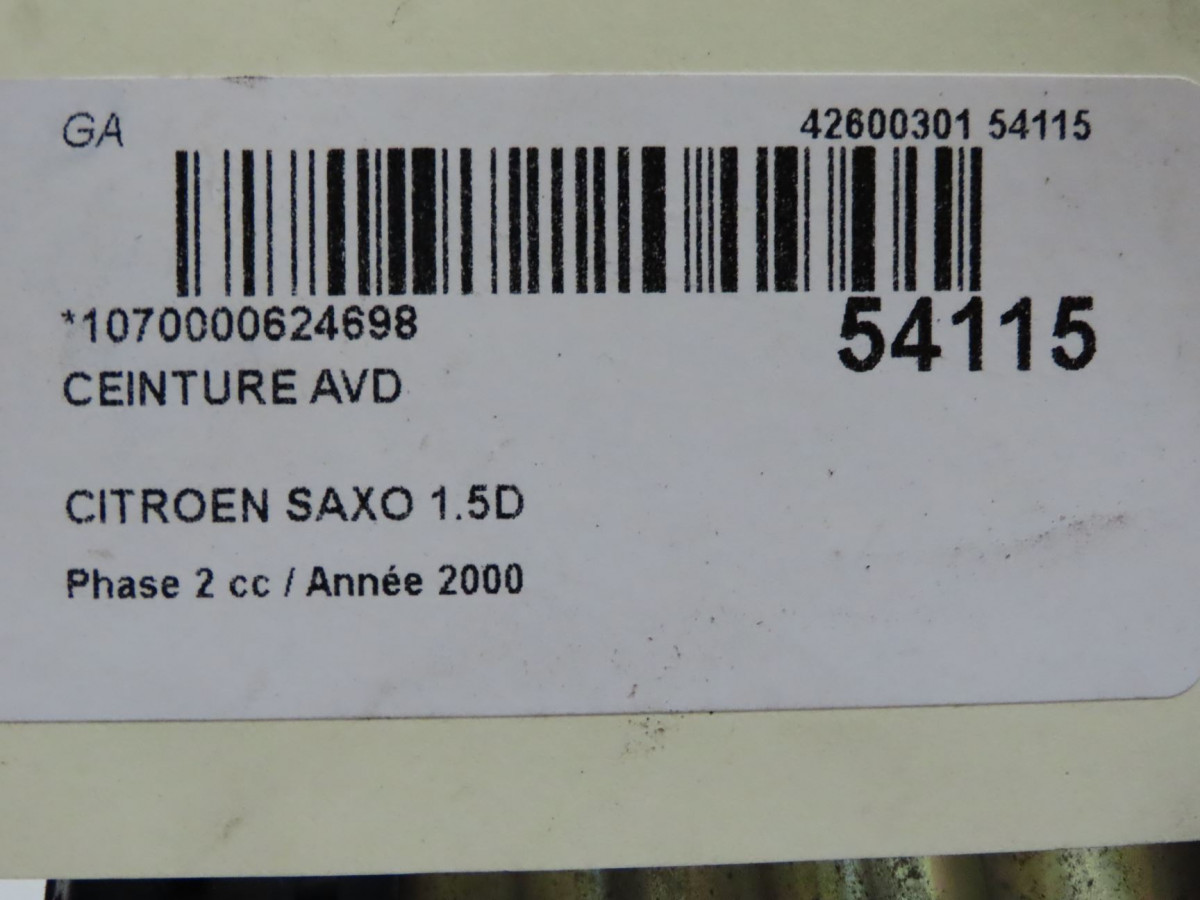 GA 42600301 54115
*1070000624698 54115
CEINTURE AVD
CITROEN SAXO 1.5D
Phase 2 cc / Année 2000